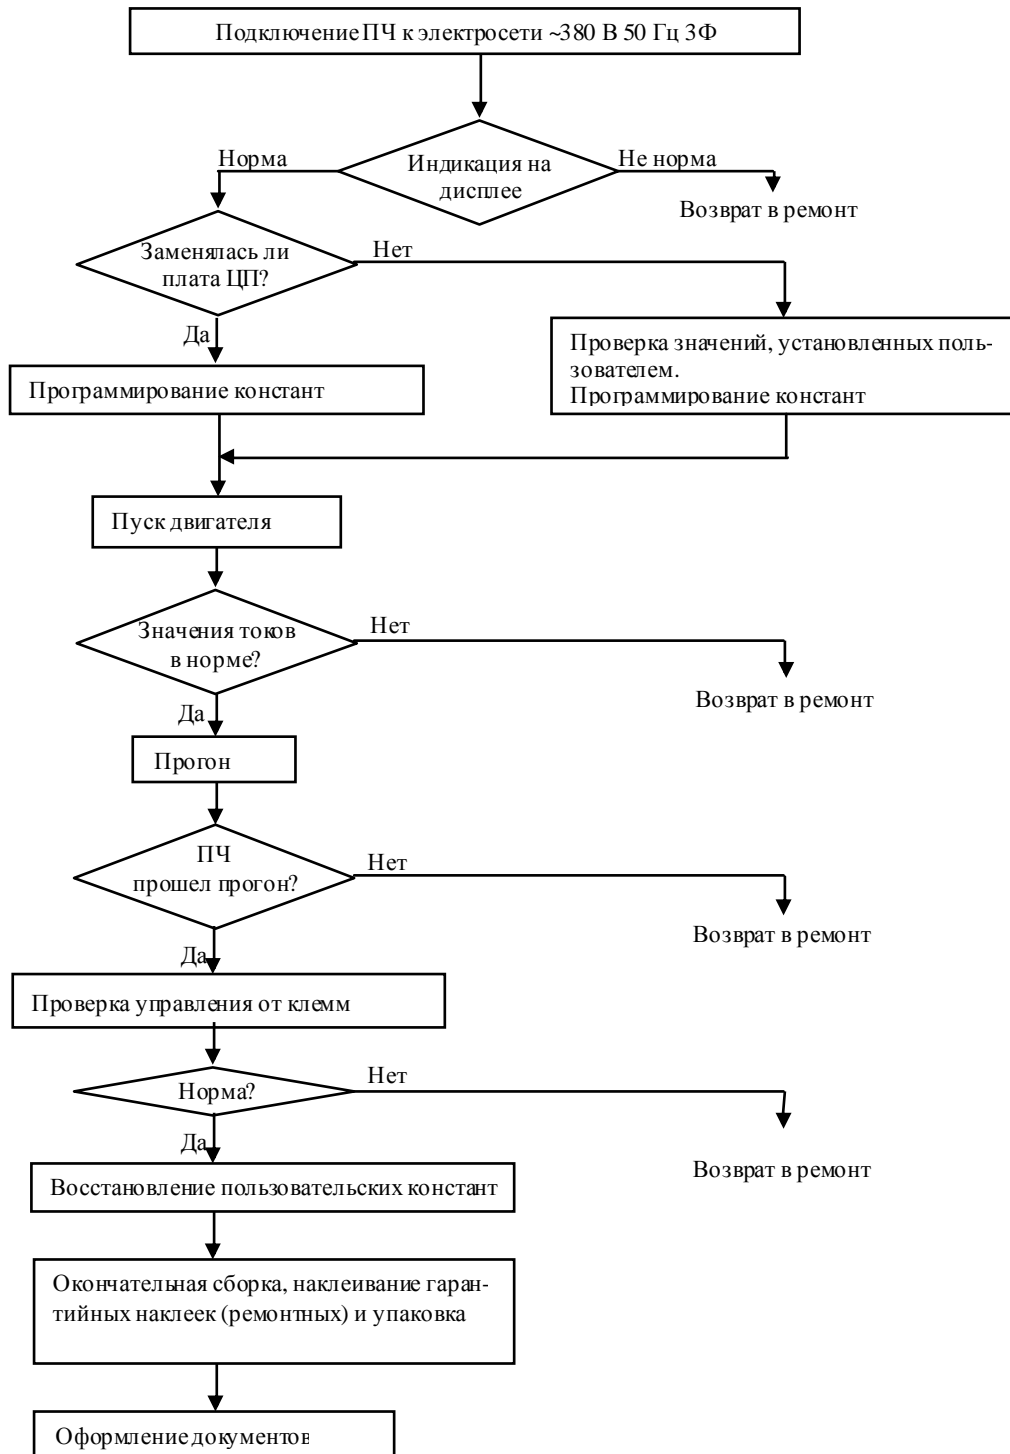 Подключение ПЧ к электросети ~380 В 50 Гц 3Ф
Индикация на
дисплее
Норма
Не норма
Возврат в ремонт
Заменялась ли
плата ЦП?
Нет
Да
Проверка значений, установленных поль-
зователем.
Программирование констант
Программирование констант
Пуск двигателя
Значения токов
в норме?
Нет
Возврат в ремонт
Да
Прогон
ПЧ
прошел прогон?
Нет
Возврат в ремонт
Да
Проверка управления от клемм
Норма?
Нет
Возврат в ремонт
Да
Восстановление пользовательских констант
Окончательная сборка, наклеивание гаран-
тийных наклеек (ремонтных) и упаковка
Оформление документов